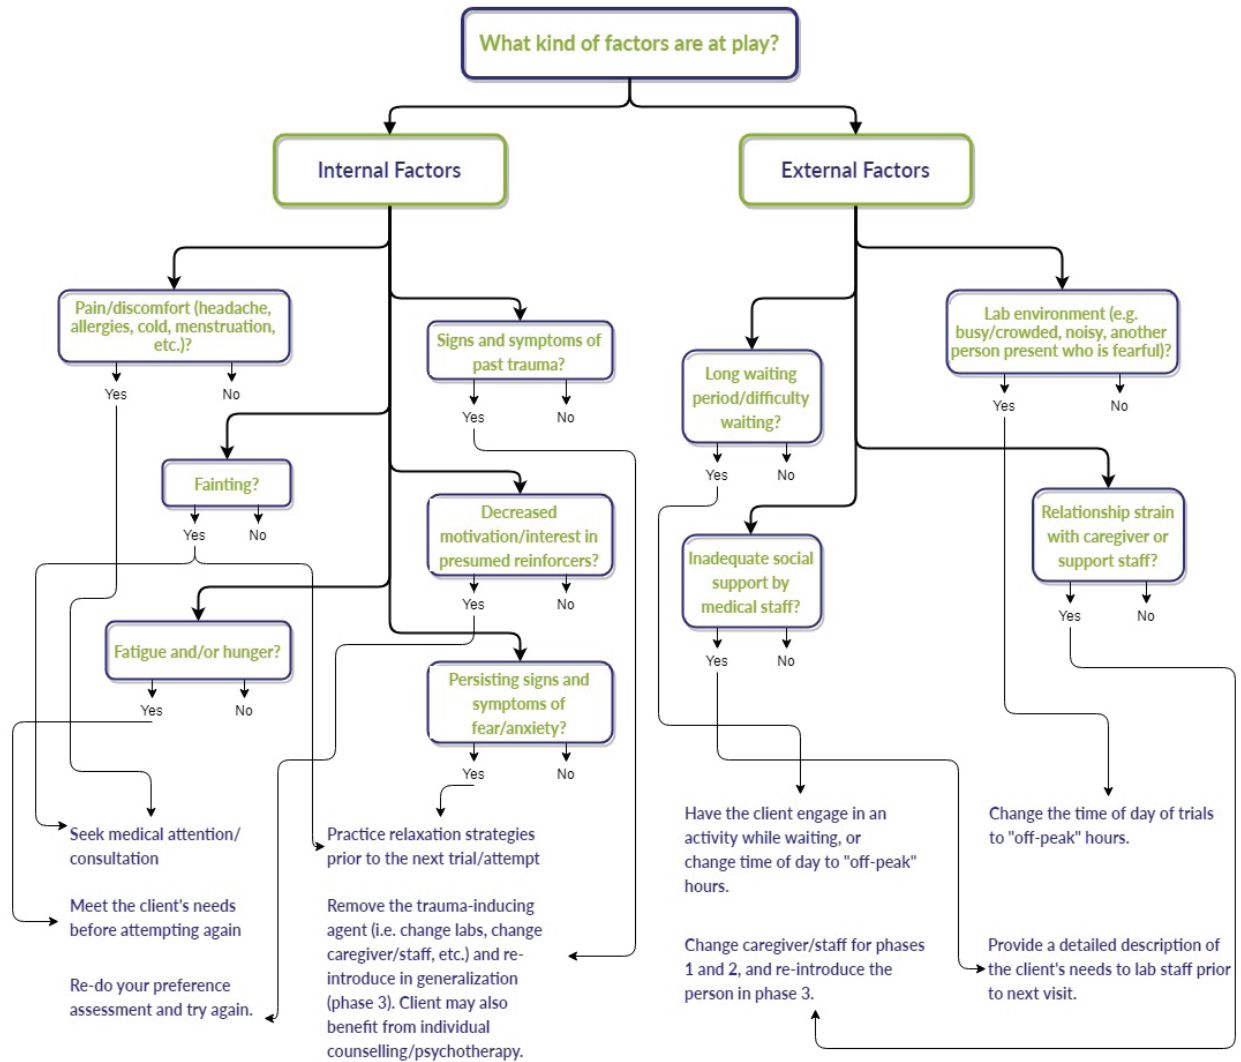 What kind of factors are at play?
Internal Factors
External Factors
Pain/discomfort (headache,
allergies, cold, menstruation,
etc.)?
Yes
No
Signs and symptoms of
past trauma?
Yes
No
Fainting?
Yes
No
Decreased
motivation/interest in
presumed reinforcers?
Yes
No
Fatigue and/or hunger?
Yes
No
Persisting signs and
symptoms of
fear/anxiety?
Yes
No
Long waiting
period/difficulty
waiting?
Yes
No
Lab environment (e.g.
busy/crowded, noisy, another
person present who is fearful)?
Yes
No
Inadequate social
support by
medical staff?
Yes
No
Relationship strain
with caregiver or
support staff?
Yes
No
Seek medical attention/
consultation
Meet the client's needs
before attempting again
Re-do your preference
assessment and try again.
Practice relaxation strategies
prior to the next trial/attempt
Remove the trauma-inducing
agent (i.e. change labs, change
caregiver/staff, etc.) and re-
introduce in generalization
(phase 3). Client may also
benefit from individual
counselling/psychotherapy.
Have the client engage in an
activity while waiting, or
change time of day to "off-peak"
hours.
Change caregiver/staff for phases
1 and 2, and re-introduce the
person in phase 3.
Change the time of day of trials
to "off-peak" hours.
Provide a detailed description of
the client's needs to lab staff prior
to next visit.